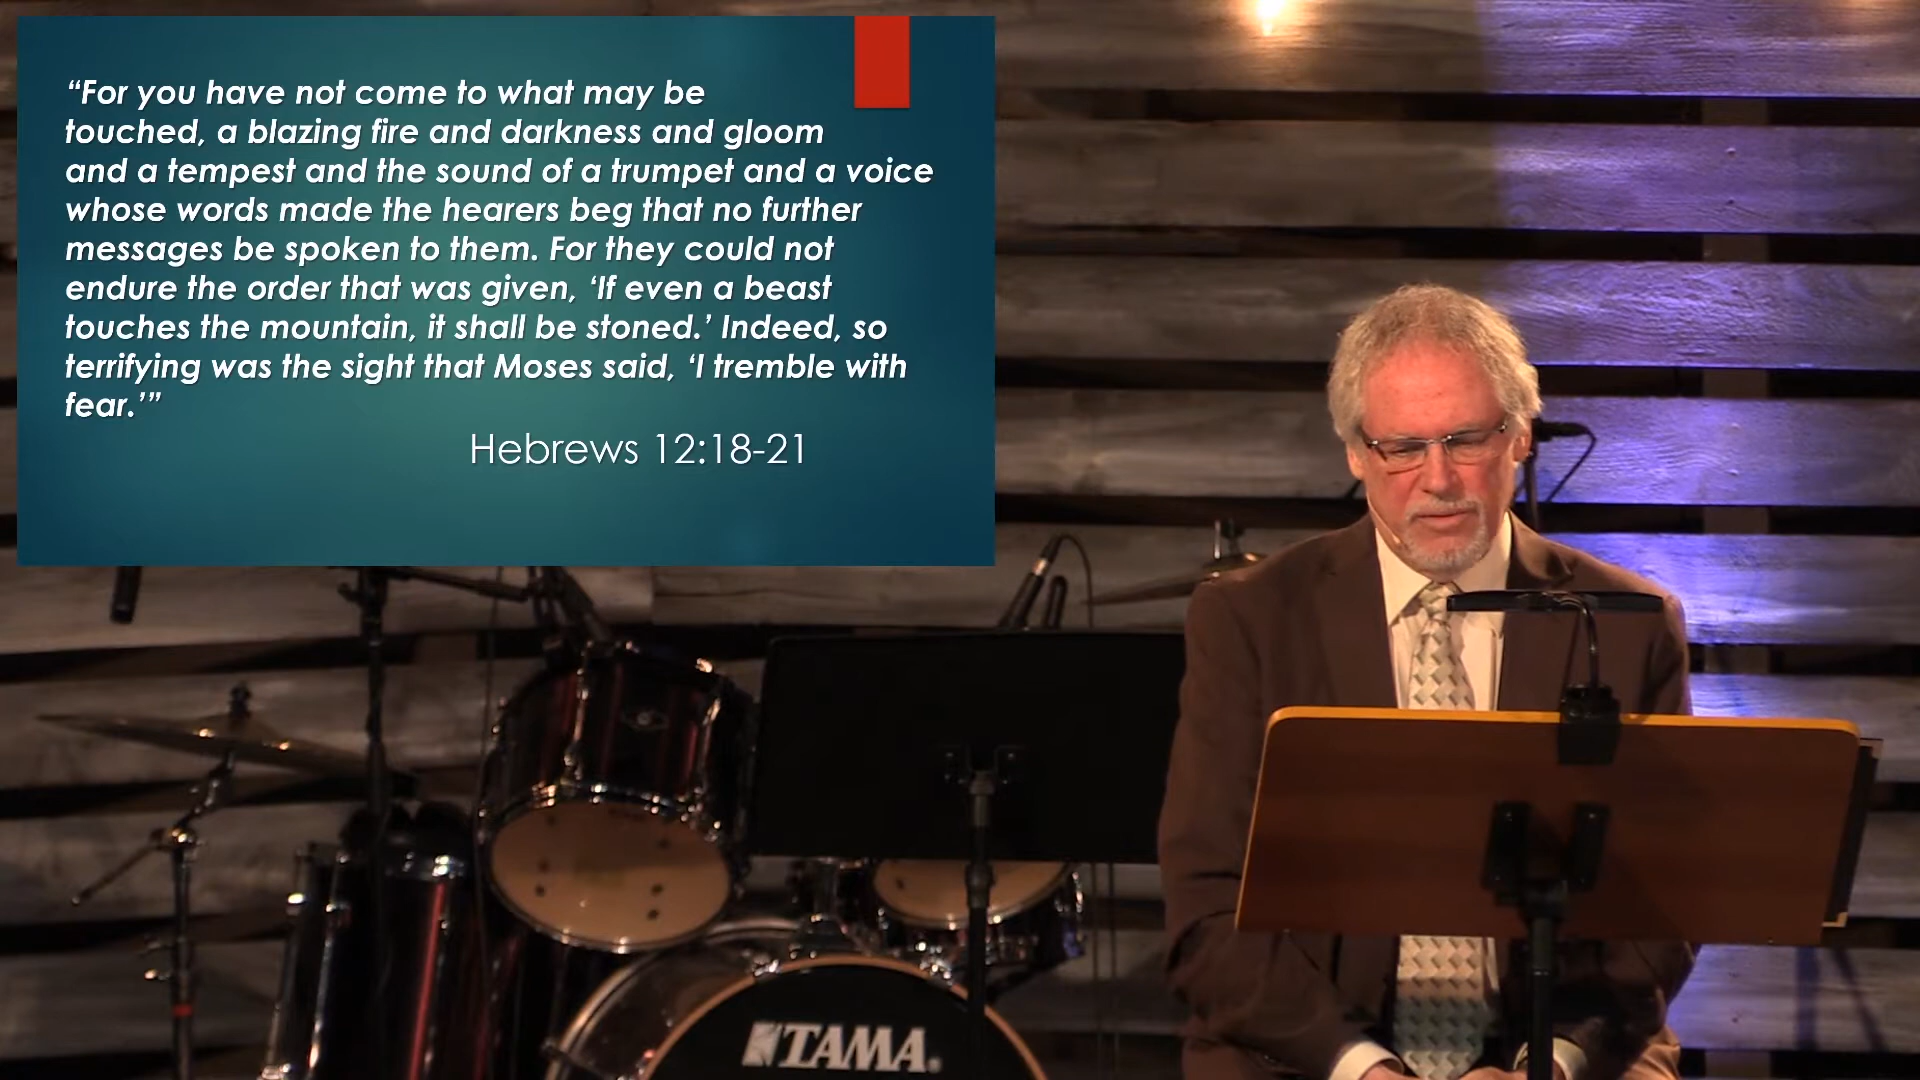 “For you have not come to what may be
touched, a blazing fire and darkness and gloom
and a tempest and the sound of a trumpet and a voice
whose words made the hearers beg that no further
messages be spoken to them. For they could not
endure the order that was given, ‘If even a beast
touches the mountain, it shall be stoned.’ Indeed, so
terrifying was the sight that Moses said, ‘I tremble with
fear.’”
Hebrews 12:18-21
TAMA.